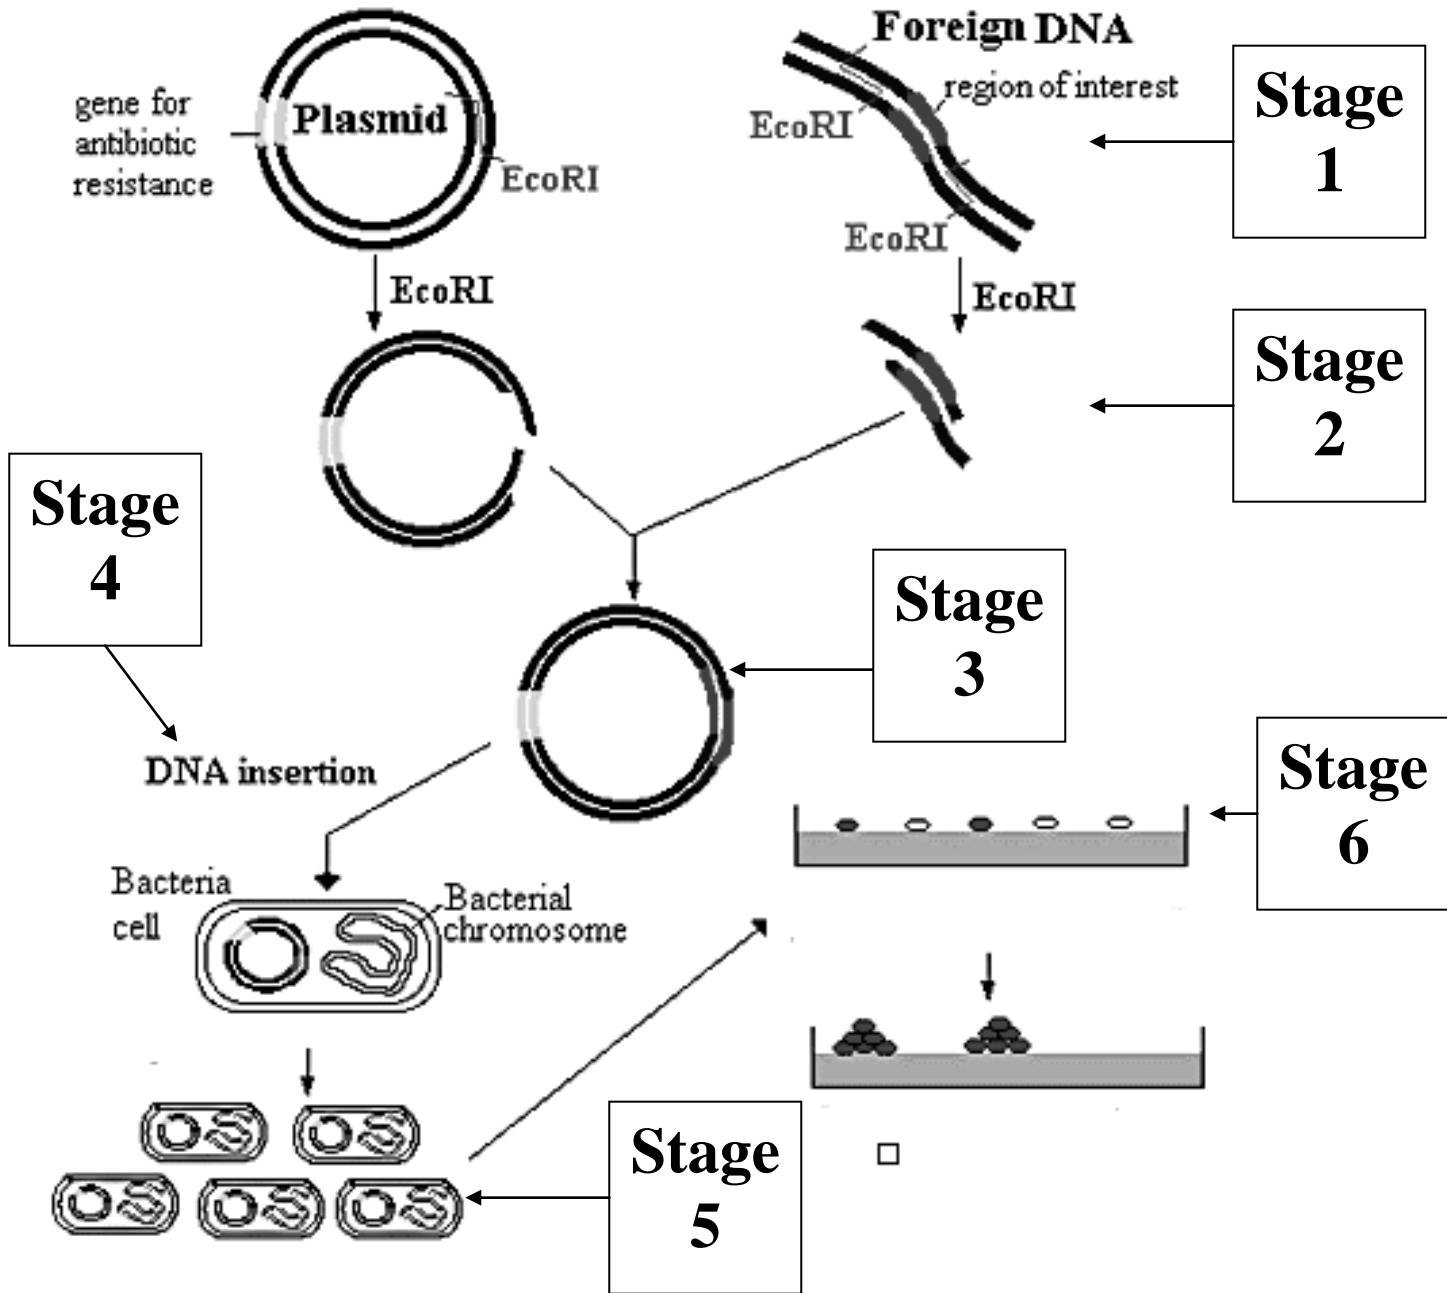 Foreign DNA
region of interest
Stage
1
gene for
antibiotic
resistance
Plasmid
EcoRI
EcoRI
EcoRI
EcoRI
EcoRI
Stage
2
Stage
4
Stage
3
DNA insertion
Stage
6
Bacteria
cell
Bacterial
chromosome
Stage
5